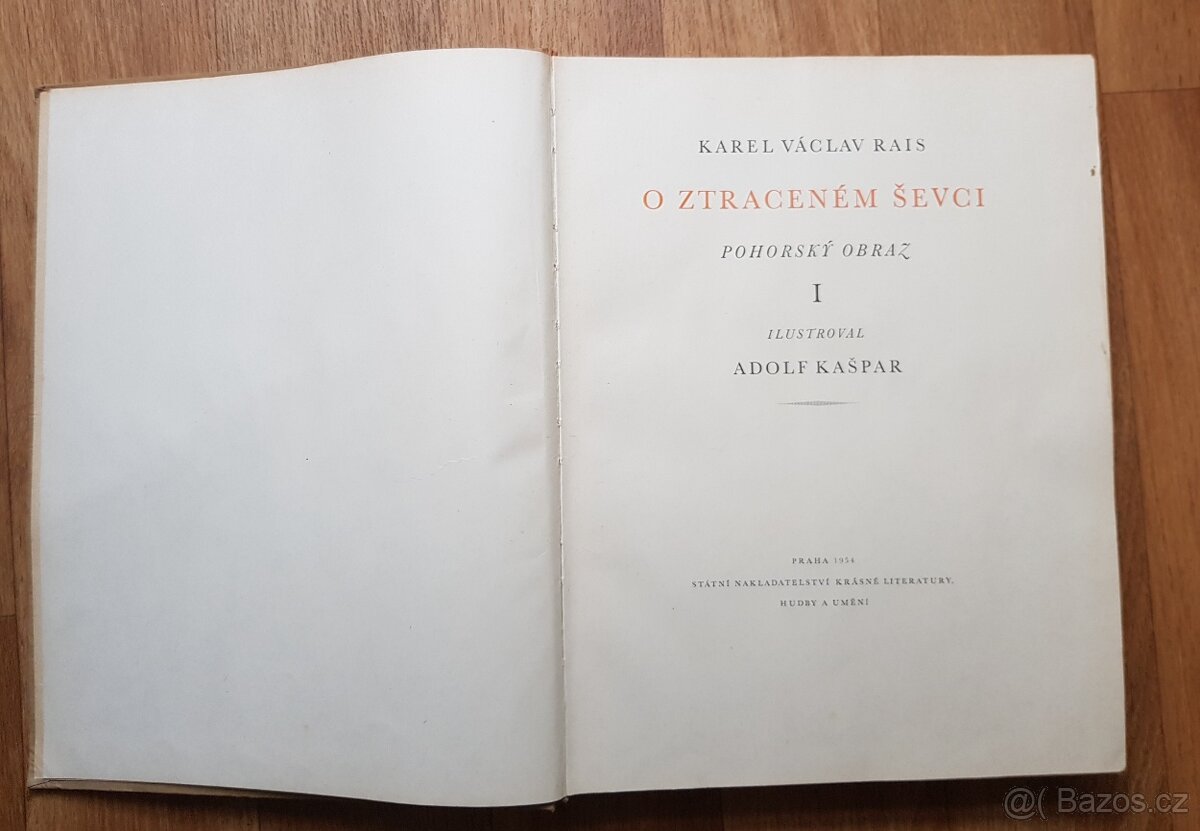 KAREL VÁCLAV RAIS
O ZTRACENÉM ŠEVCI
POHORSKÝ OBRAZ
I
ILUSTROVAL
ADOLF KAŠPAR
PRAHA 1954
STÁTNÍ NAKLADATELSTVÍ KRÁSNÉ LITERATURY,
HUDBY A UMĚNÍ
@( Bazos.cz